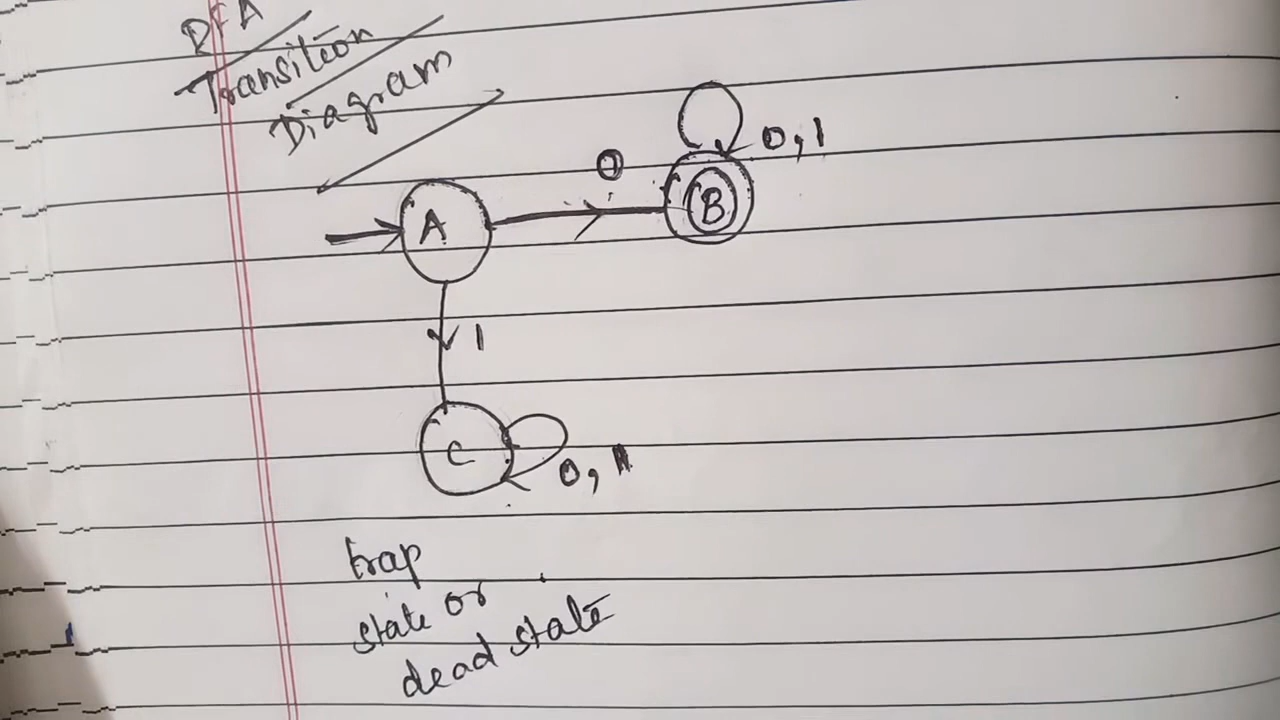 DFA
Transition
Diagram
0
0,1
A
B
1
C
0, 1
trap
state or
dead state